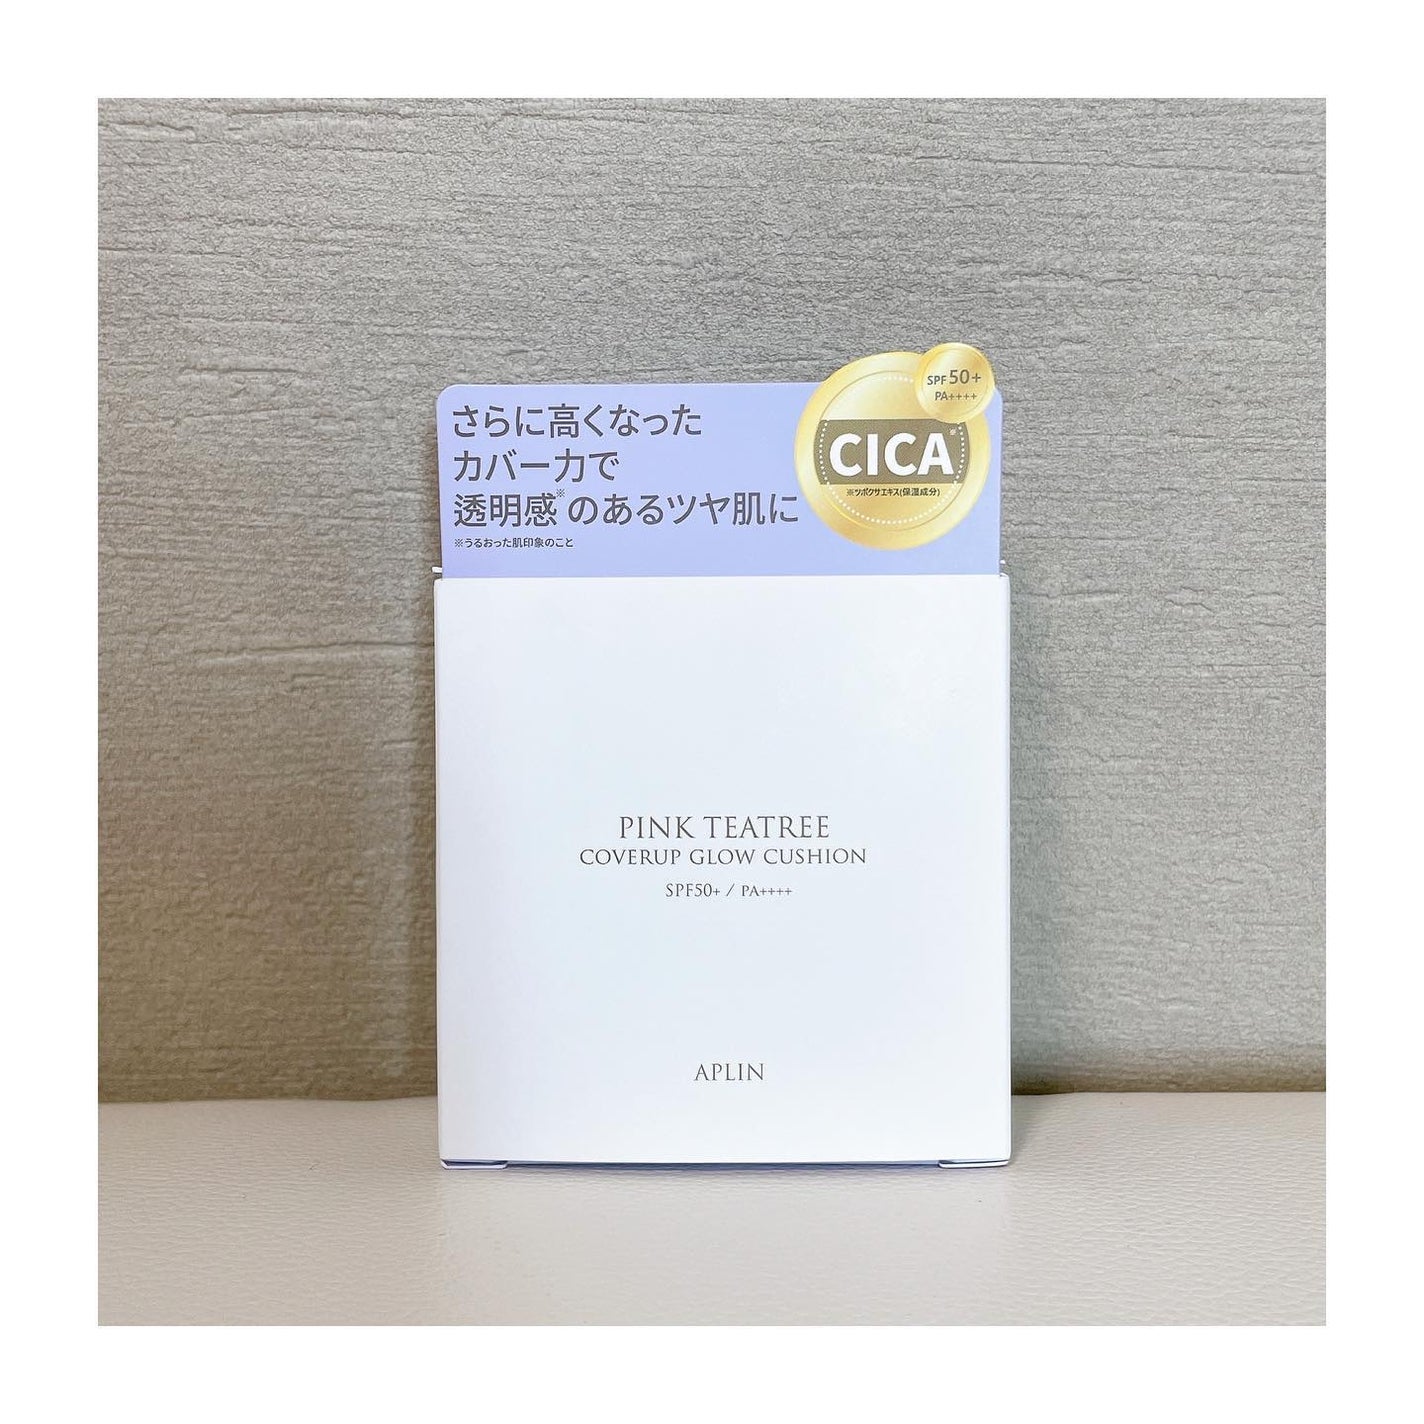 さらに高くなった
カバー力で
透明感※のあるツヤ肌に
※うるおった肌印象のこと
SPF 50+
PA++++
CICA※
※ツボクサエキス(保湿成分)
PINK TEATREE
COVERUP GLOW CUSHION
SPF50+ / PA++++
APLIN